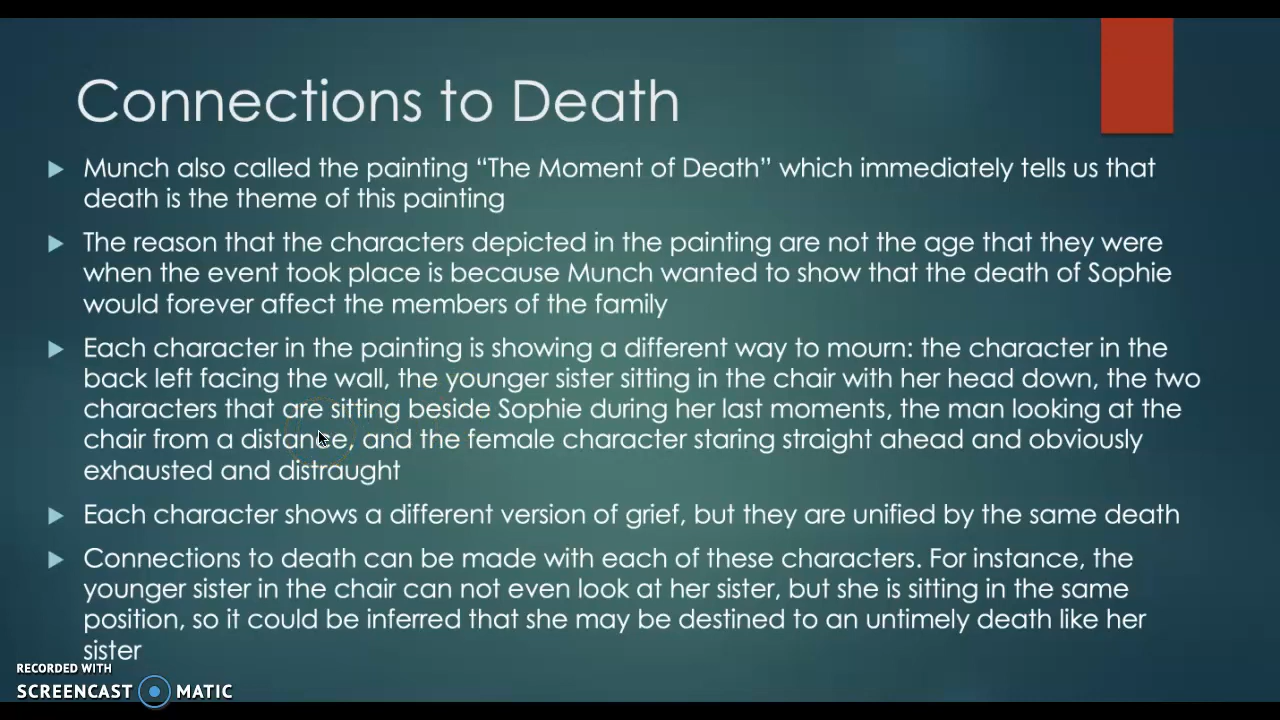 Connections to Death
Munch also called the painting “The Moment of Death” which immediately tells us that
death is the theme of this painting
The reason that the characters depicted in the painting are not the age that they were
when the event took place is because Munch wanted to show that the death of Sophie
would forever affect the members of the family
Each character in the painting is showing a different way to mourn: the character in the
back left facing the wall, the younger sister sitting in the chair with her head down, the two
characters that are sitting beside Sophie during her last moments, the man looking at the
chair from a distance, and the female character staring straight ahead and obviously
exhausted and distraught
Each character shows a different version of grief, but they are unified by the same death
Connections to death can be made with each of these characters. For instance, the
younger sister in the chair can not even look at her sister, but she is sitting in the same
position, so it could be inferred that she may be destined to an untimely death like her
sister
RECORDED WITH
SCREENCAST MATIC